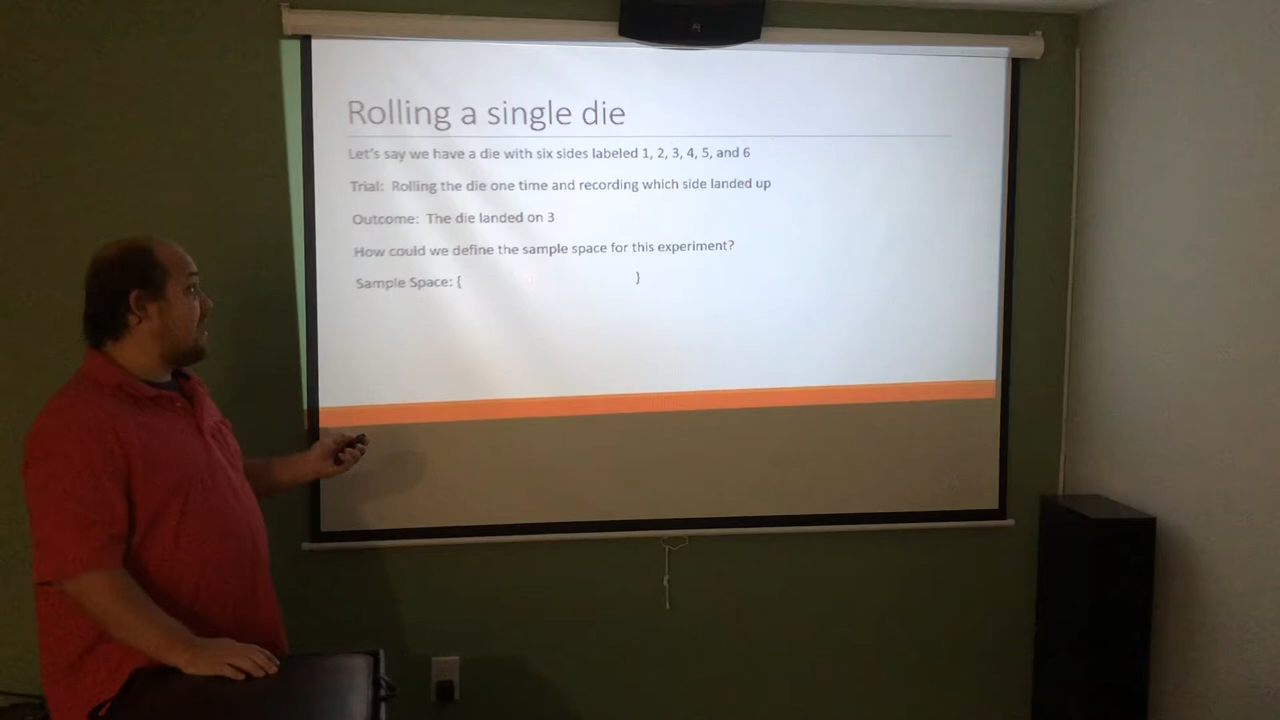 Rolling a single die
Let's say we have a die with six sides labeled 1, 2, 3, 4, 5, and 6
Trial: Rolling the die one time and recording which side landed up
Outcome: The die landed on 3
How could we define the sample space for this experiment?
Sample Space: { }